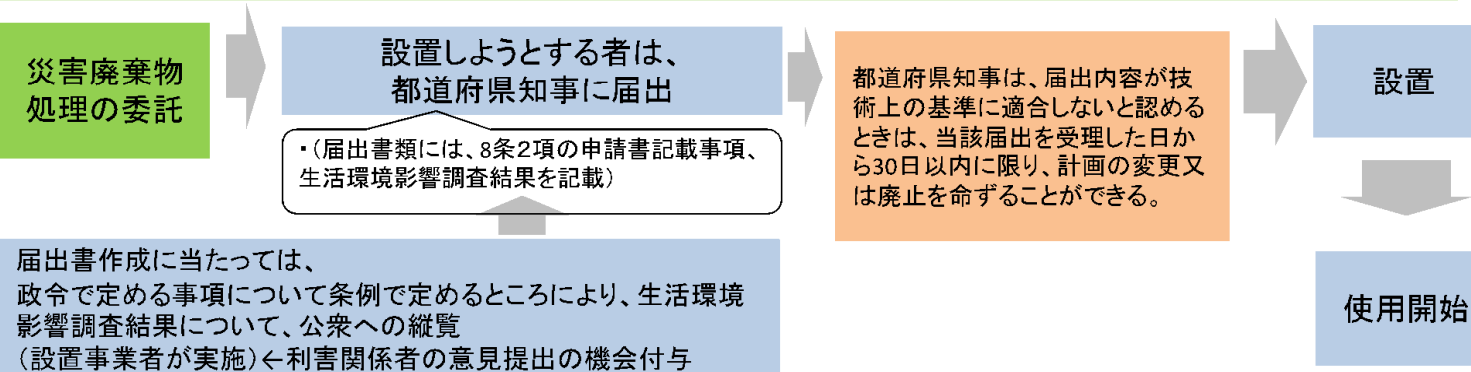 災害廃棄物
処理の委託
設置しようとする者は、
都道府県知事に届出
・(届出書類には、8条2項の申請書記載事項、
生活環境影響調査結果を記載)
届出書作成に当たっては、
政令で定める事項について条例で定めるところにより、生活環境
影響調査結果について、公衆への縦覧
(設置事業者が実施)←利害関係者の意見提出の機会付与
都道府県知事は、届出内容が技
術上の基準に適合しないと認める
ときは、当該届出を受理した日か
ら30日以内に限り、計画の変更又
は廃止を命ずることができる。
設置
使用開始